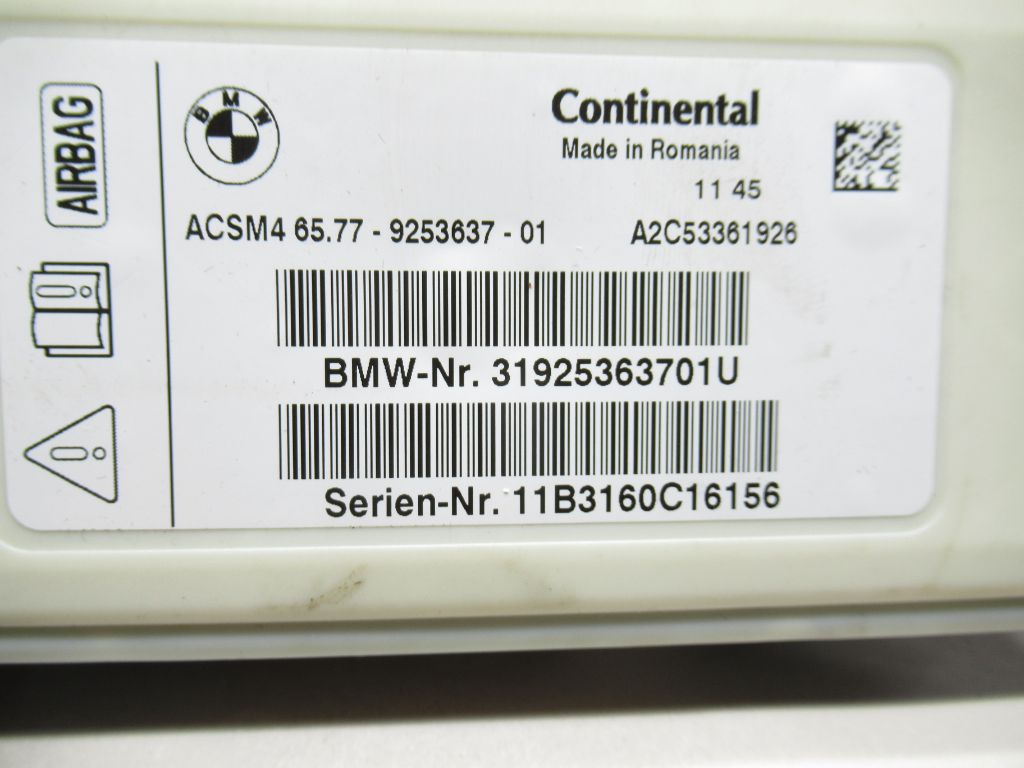 AIRBAG
BMW
Continental
Made in Romania
11 45
ACSM4 65.77 - 9253637 - 01 A2C53361926
BMW-Nr. 31925363701U
Serien-Nr. 11B3160C16156